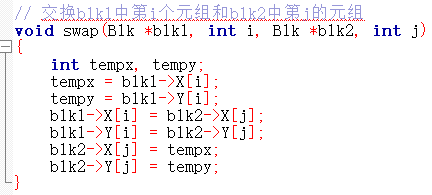 // 交换blk1中第i个元组和blk2中第j的元组
void swap(Blk *blk1, int i, Blk *blk2, int j)
{
int tempx, tempy;
tempx = blk1->X[i];
tempy = blk1->Y[i];
blk1->X[i] = blk2->X[j];
blk1->Y[i] = blk2->Y[j];
blk2->X[j] = tempx;
blk2->Y[j] = tempy;
}